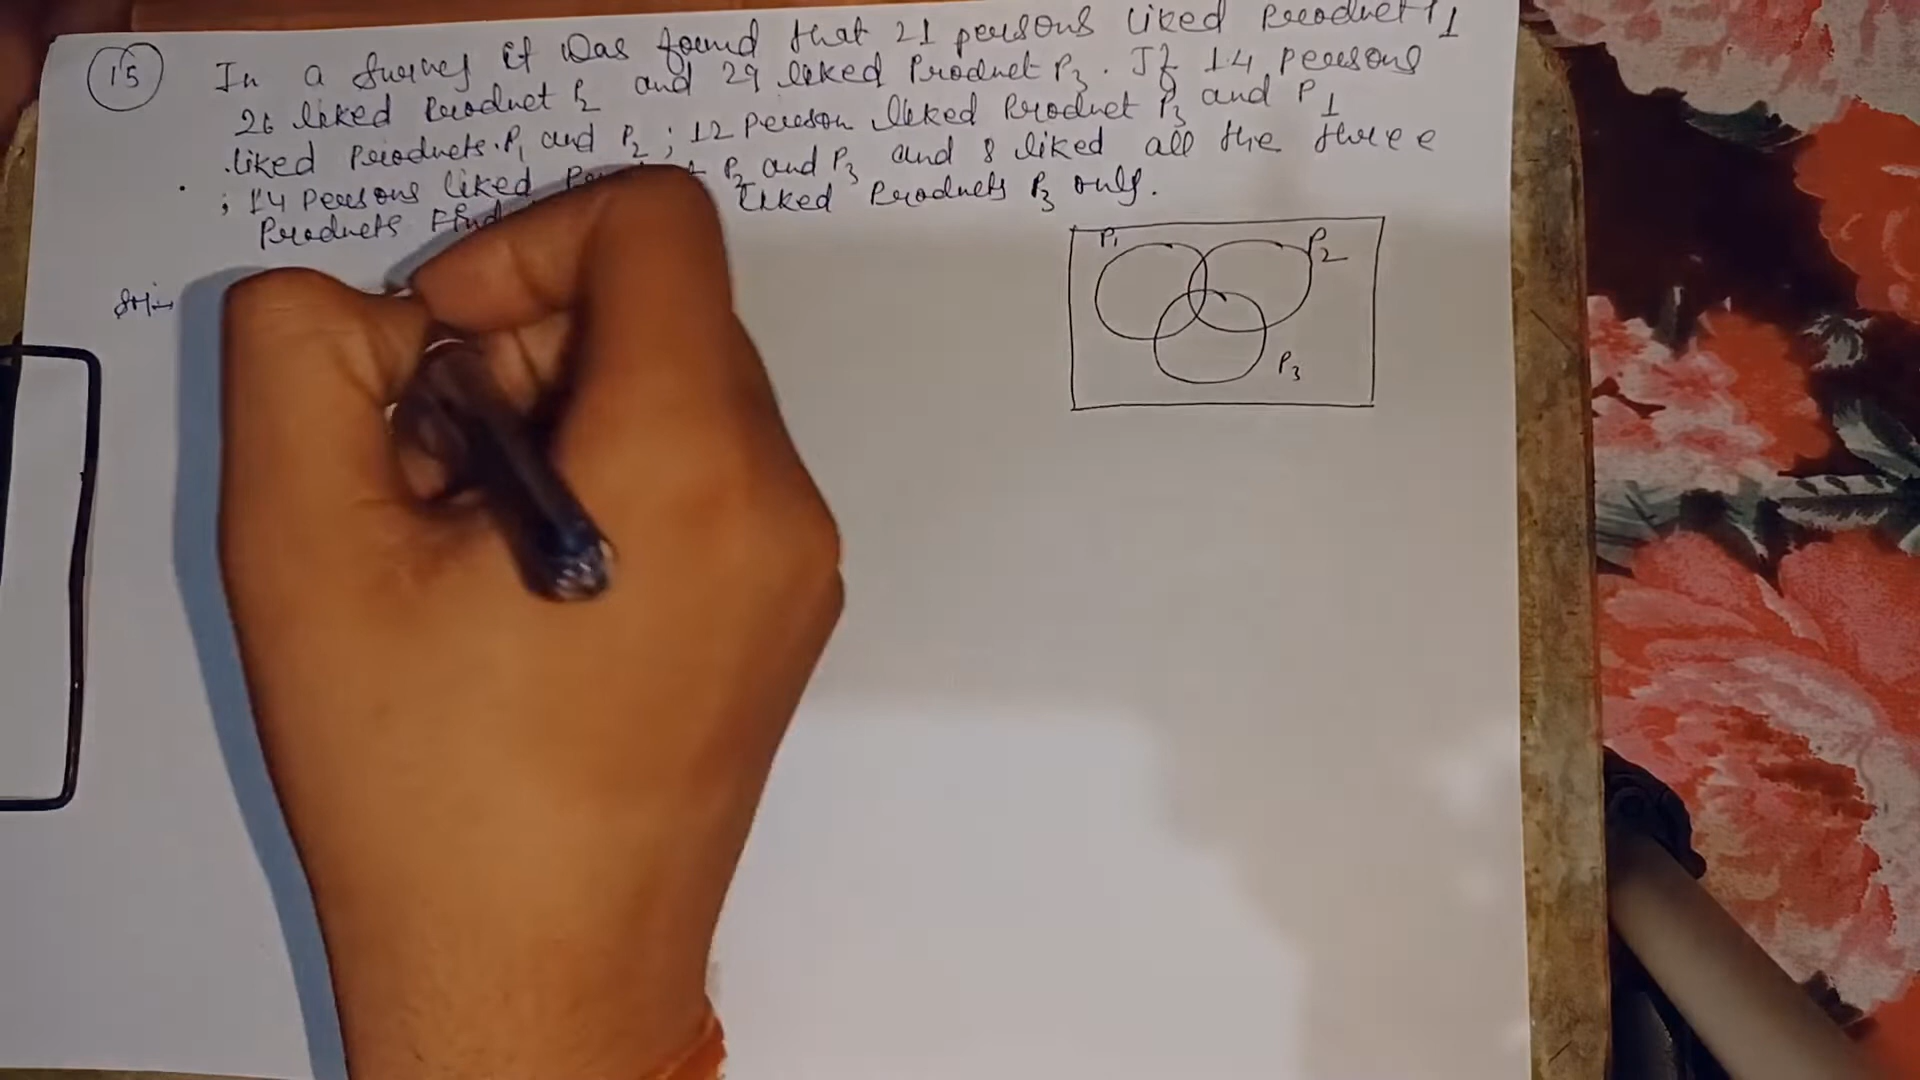 15
In a survey it was found that 21 persons liked Product P1
26 liked Product P2 and 29 liked Product P3. If 14 persons
liked Products. P1 and P2; 12 person liked Product P3 and P1
; 14 persons liked P2 and P3 and 8 liked all the three
Products Find liked Products P3 only.
P1
P2
P3